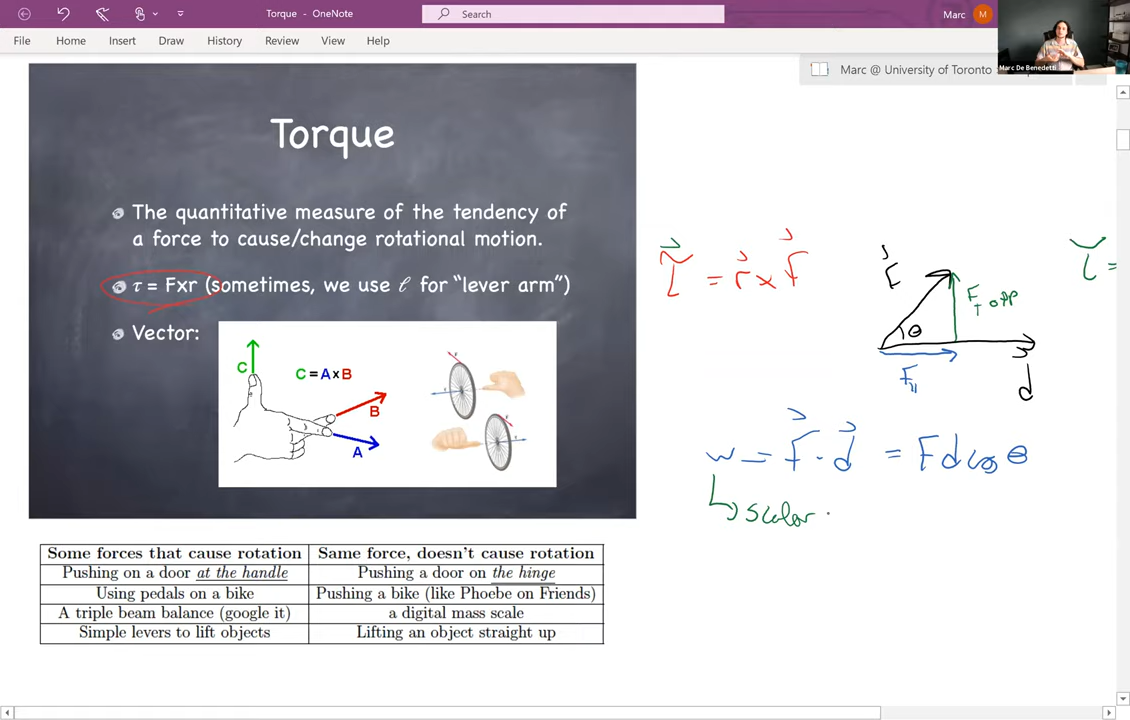 Torque - OneNote
Search
Marc
M
File Home Insert Draw History Review View Help
Marc De Benedetti
Marc @ University of Toronto
Torque
The quantitative measure of the tendency of
a force to cause/change rotational motion.
τ = Fxr (sometimes, we use ℓ for “lever arm”)
Vector:
C
C = A x B
B
A
τ = r x F
F
θ
F⊥ opp
F∥
d
τ =
w = F · d = Fd cos θ
↳ scalar
Some forces that cause rotation Same force, doesn't cause rotation
Pushing on a door at the handle Pushing a door on the hinge
Using pedals on a bike Pushing a bike (like Phoebe on Friends)
A triple beam balance (google it) a digital mass scale
Simple levers to lift objects Lifting an object straight up